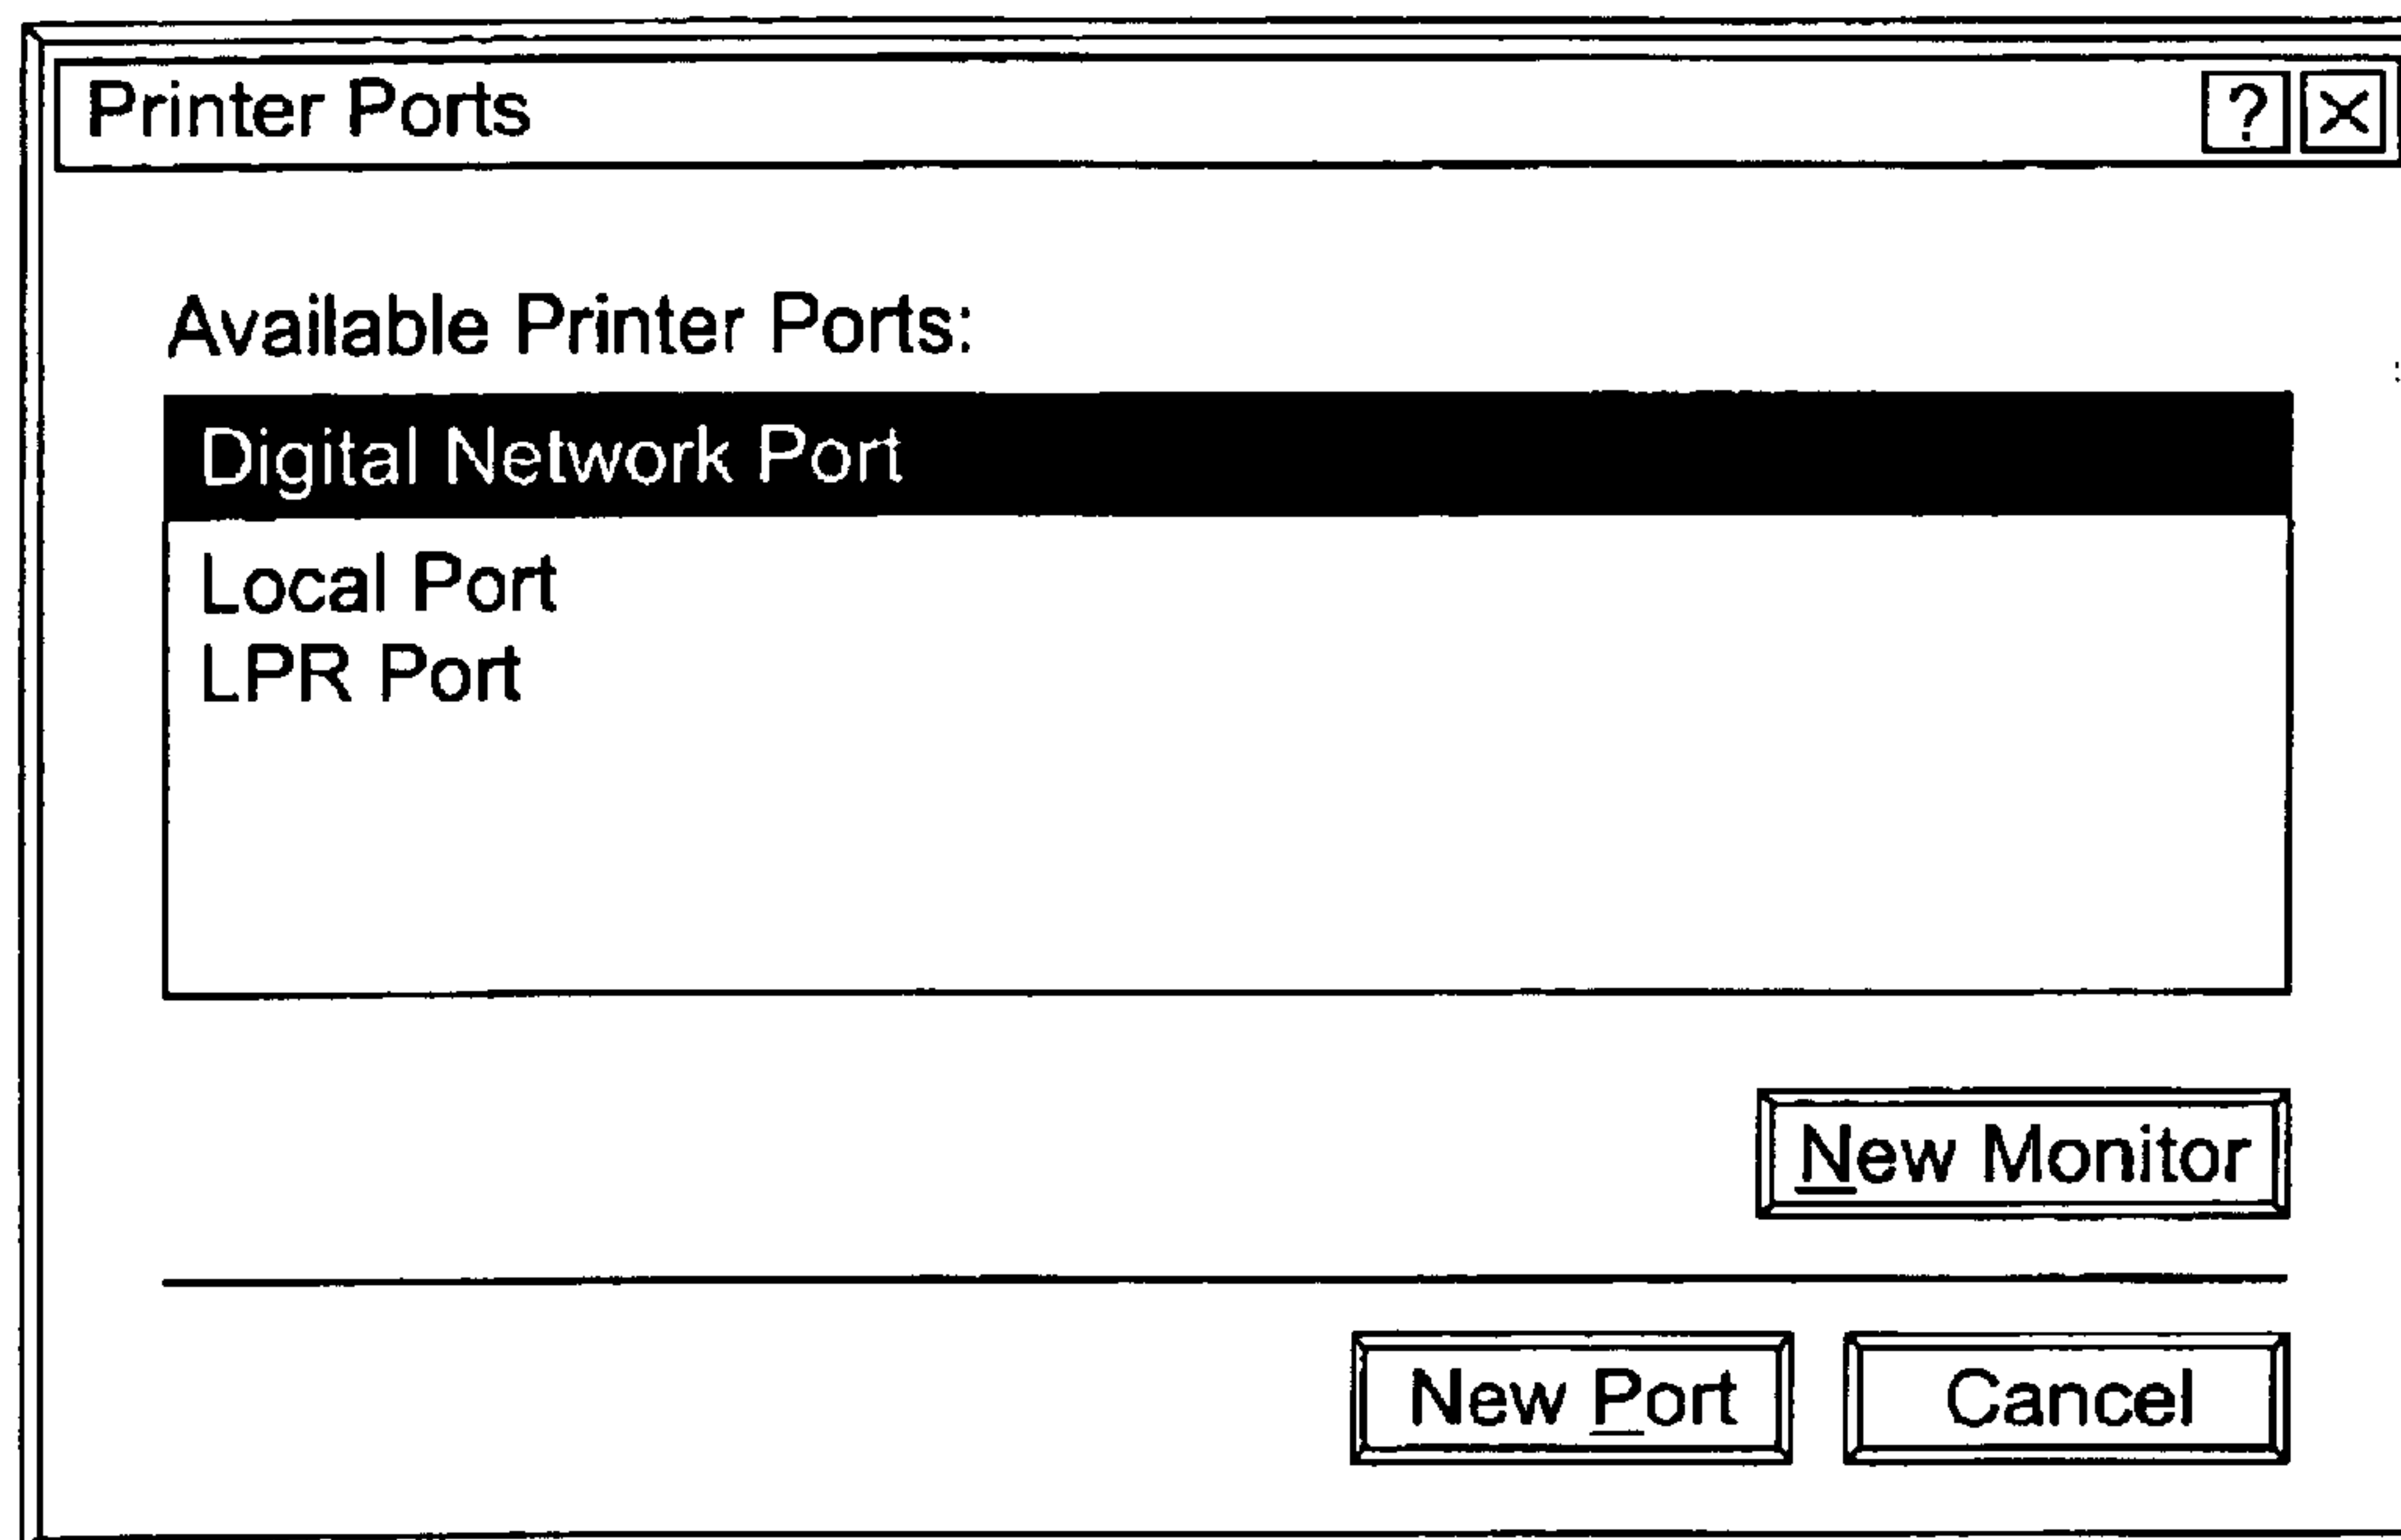 Printer Ports ? X
Available Printer Ports:
Digital Network Port
Local Port
LPR Port
New Monitor
New Port Cancel